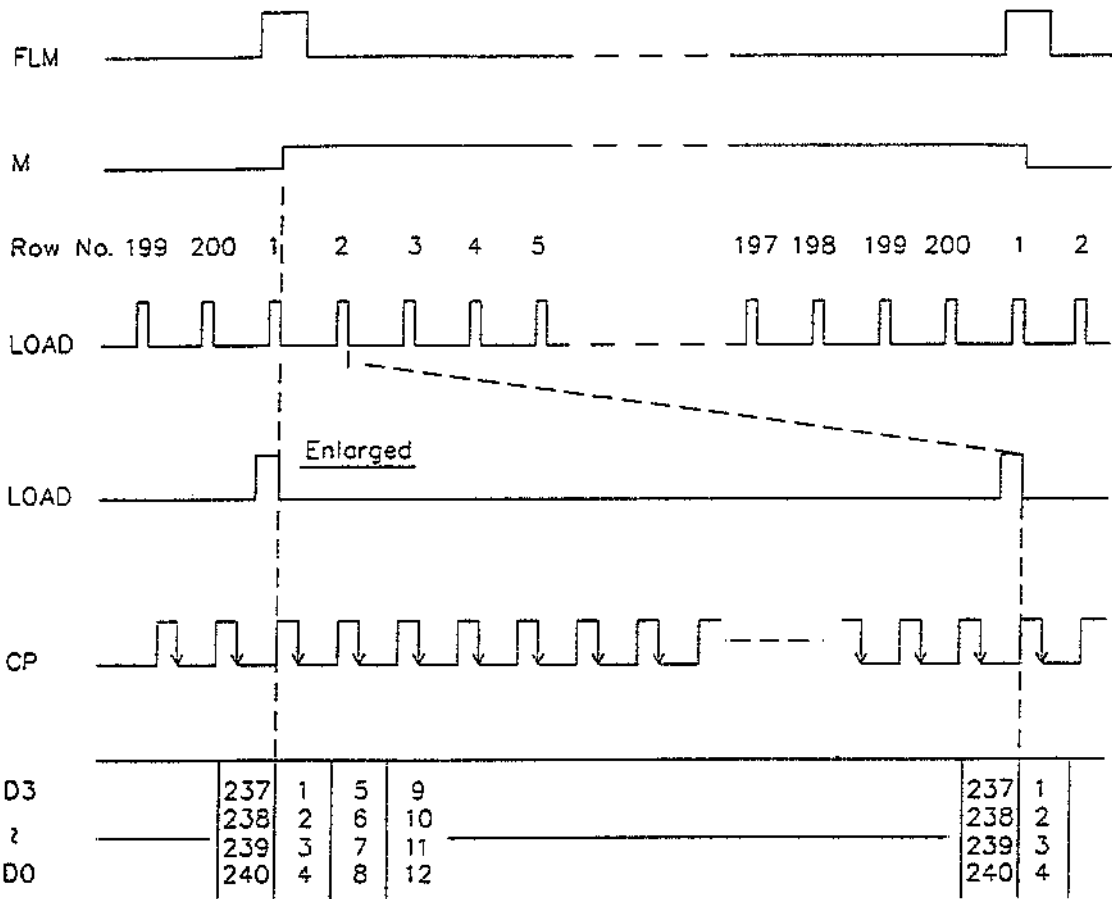 FLM
M
Row No. 199 200 1 2 3 4 5 197 198 199 200 1 2
LOAD
Enlarged
LOAD
CP
D3 237 1 5 9 237 1
238 2 6 10 238 2
≀ 239 3 7 11 239 3
D0 240 4 8 12 240 4